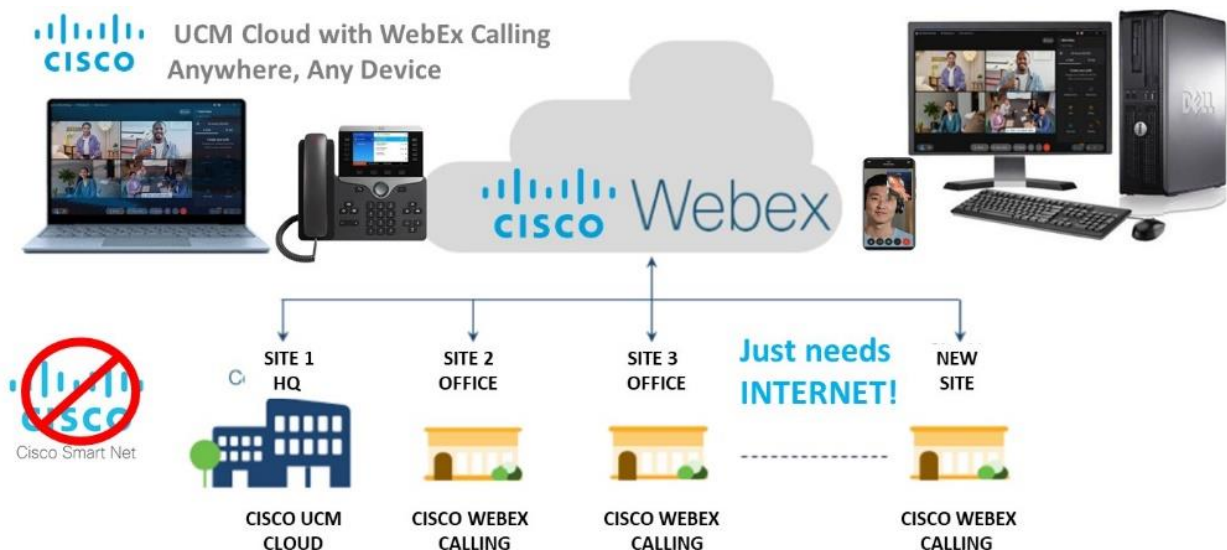 CISCO
UCM Cloud with WebEx Calling
Anywhere, Any Device
DELL
CISCO Webex
SITE 1
HQ
SITE 2
OFFICE
SITE 3
OFFICE
Just needs
INTERNET!
NEW
SITE
CISCO
Cisco Smart Net
CISCO UCM
CLOUD
CISCO WEBEX
CALLING
CISCO WEBEX
CALLING
CISCO WEBEX
CALLING